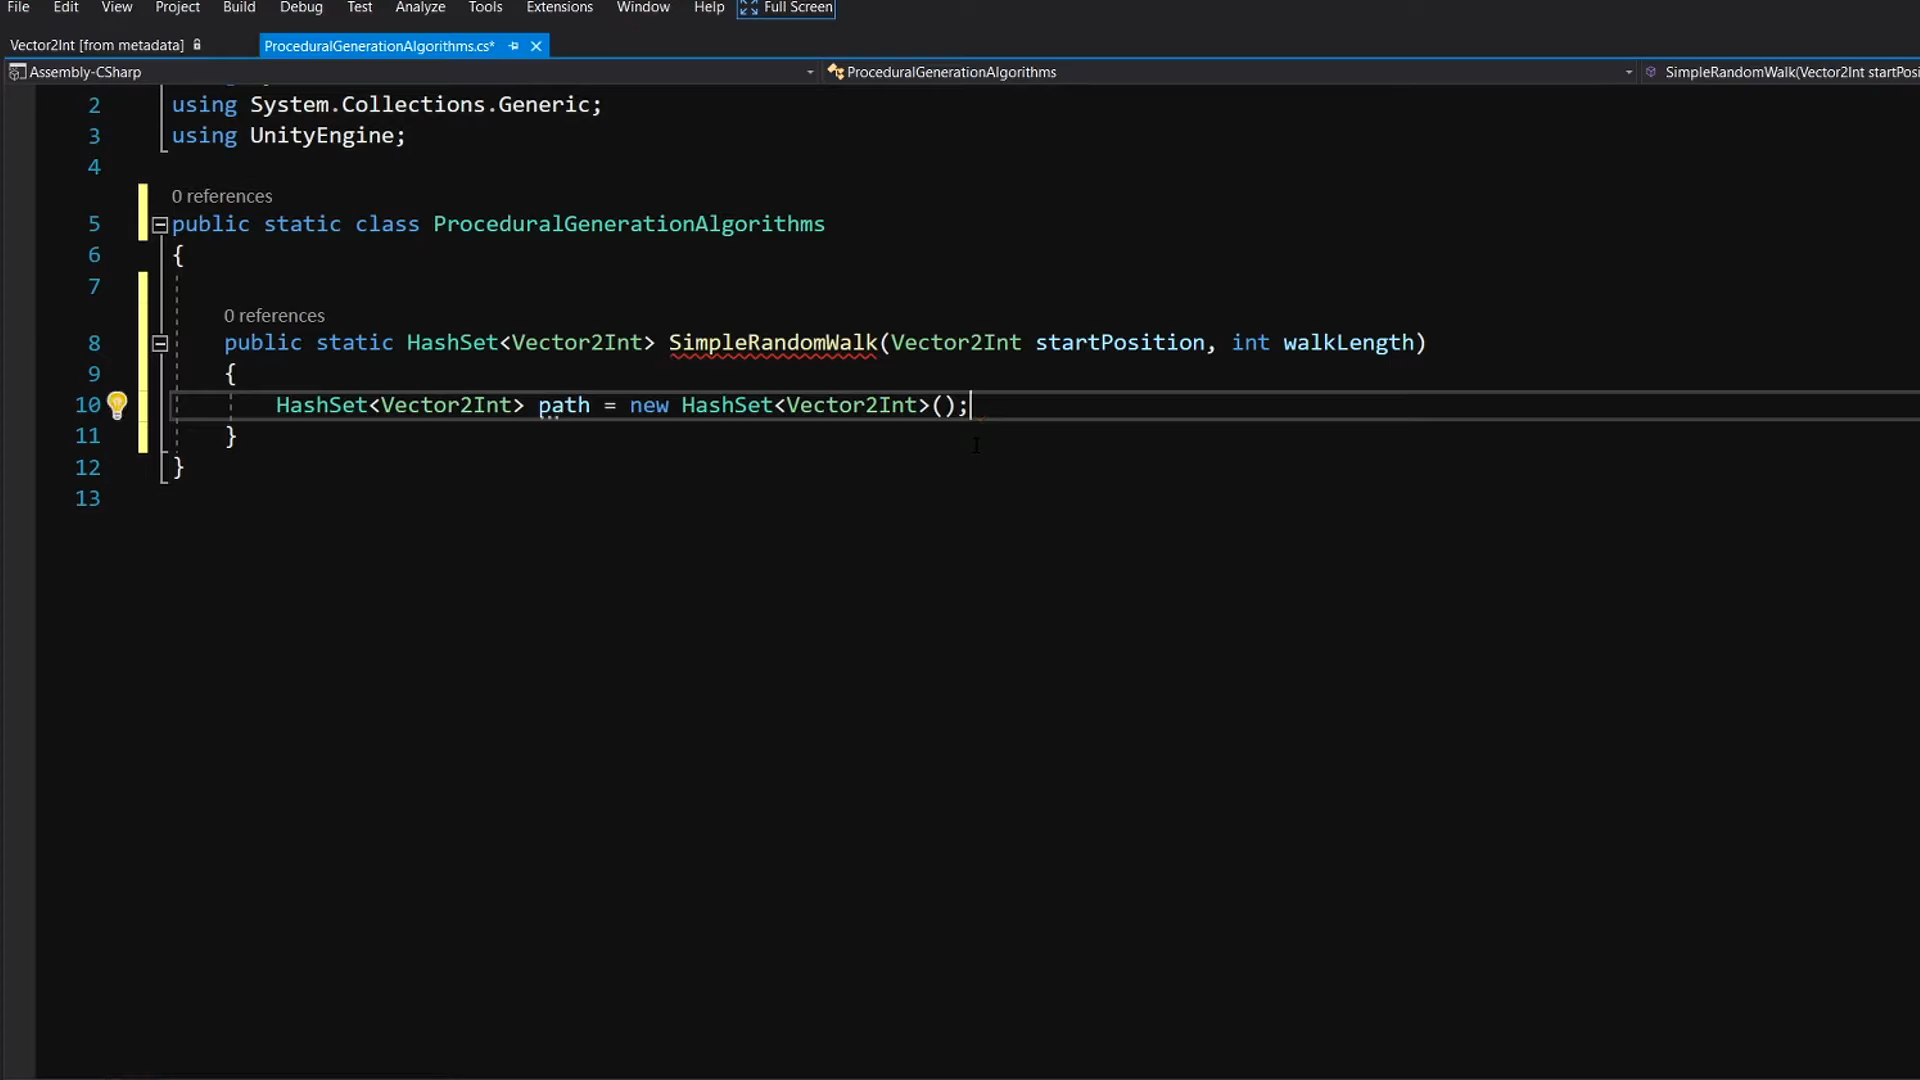 File Edit View Project Build Debug Test Analyze Tools Extensions Window Help Full Screen
Vector2Int [from metadata] ProceduralGenerationAlgorithms.cs*
Assembly-CSharp ProceduralGenerationAlgorithms SimpleRandomWalk(Vector2Int startPosi
2 using System.Collections.Generic;
3 using UnityEngine;
4
0 references
5 public static class ProceduralGenerationAlgorithms
6 {
7
0 references
8 public static HashSet<Vector2Int> SimpleRandomWalk(Vector2Int startPosition, int walkLength)
9 {
10 HashSet<Vector2Int> path = new HashSet<Vector2Int>();
11 }
12 }
13